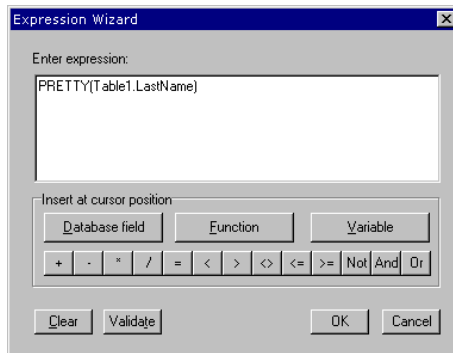 Expression Wizard
Enter expression:
PRETTY(Table1.LastName)
Insert at cursor position
Database field Function Variable
+ - * / = < > <> <= >= Not And Or
Clear Validate OK Cancel